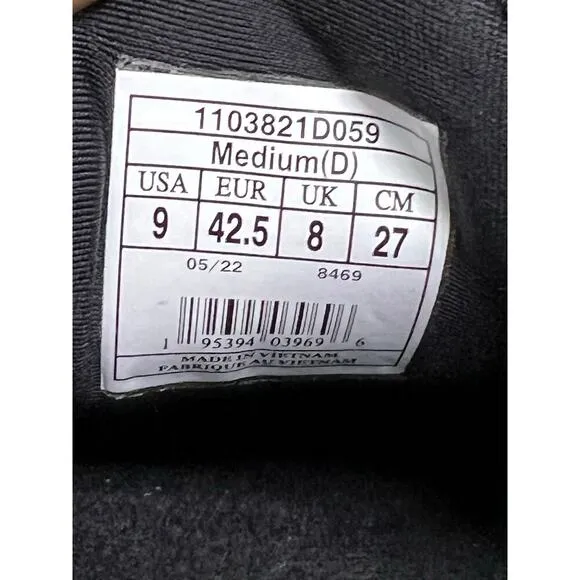 1103821D059
Medium(D)
USA EUR UK CM
9 42.5 8 27
05/22 8469
1 95394 03969 6
MADE IN VIETNAM
FABRIQUE AU VIETNAM